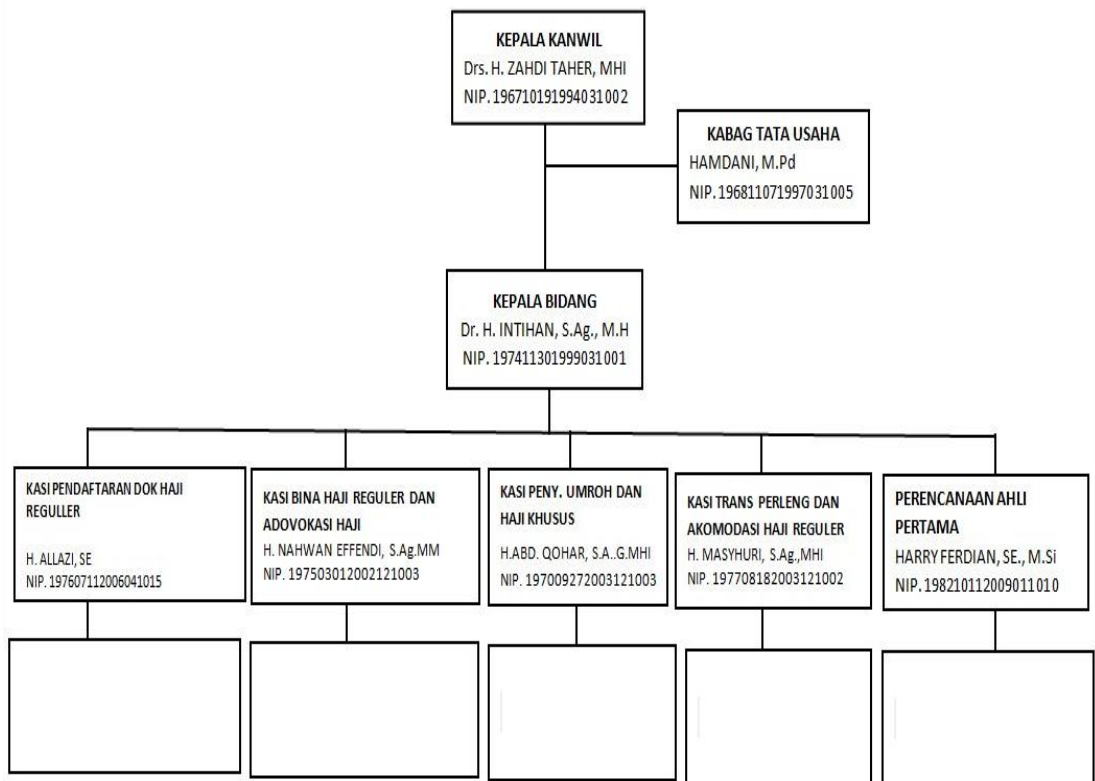 KEPALA KANWIL
Drs. H. ZAHDI TAHER, MHI
NIP. 196710191994031002
KABAG TATA USAHA
HAMDANI, M.Pd
NIP. 196811071997031005
KEPALA BIDANG
Dr. H. INTIHAN, S.Ag., M.H
NIP. 197411301999031001
KASI PENDAFTARAN DOK HAJI
REGULLER
H. ALLAZI, SE
NIP. 197607112006041015
KASI BINA HAJI REGULER DAN
ADOVOKASI HAJI
H. NAHWAN EFFENDI, S.Ag.MM
NIP. 197503012002121003
KASI PENY. UMROH DAN
HAJI KHUSUS
H.ABD. QOHAR, S.A..G.MHI
NIP. 197009272003121003
KASI TRANS PERLENG DAN
AKOMODASI HAJI REGULER
H. MASYHURI, S.Ag.,MHI
NIP. 197708182003121002
PERENCANAAN AHLI
PERTAMA
HARRY FERDIAN, SE., M.Si
NIP. 198210112009011010